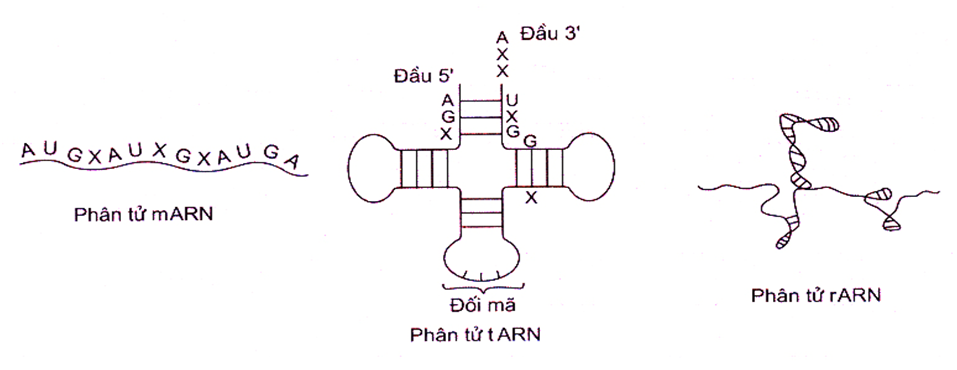 A U G X A U X G X A U G A
Phân tử mARN
Đầu 5'
A Đầu 3'
X
X
A U
G X
X G
G
X
Đối mã
Phân tử tARN
Phân tử rARN